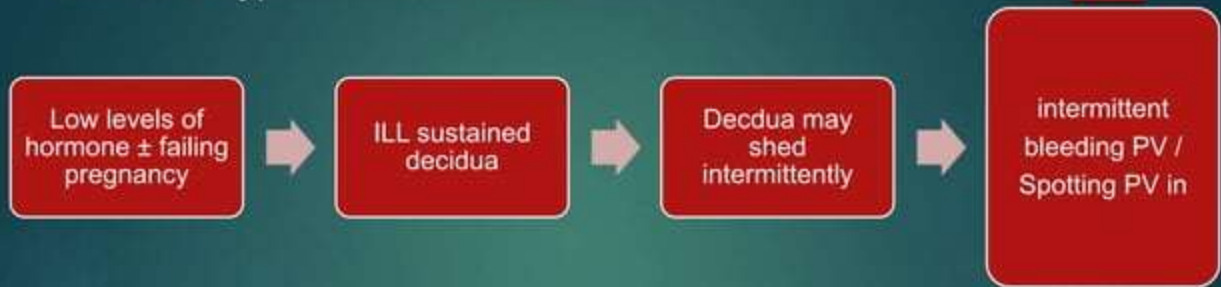 Low levels of
hormone ± failing
pregnancy
ILL sustained
decidua
Decdua may
shed
intermittently
intermittent
bleeding PV /
Spotting PV in